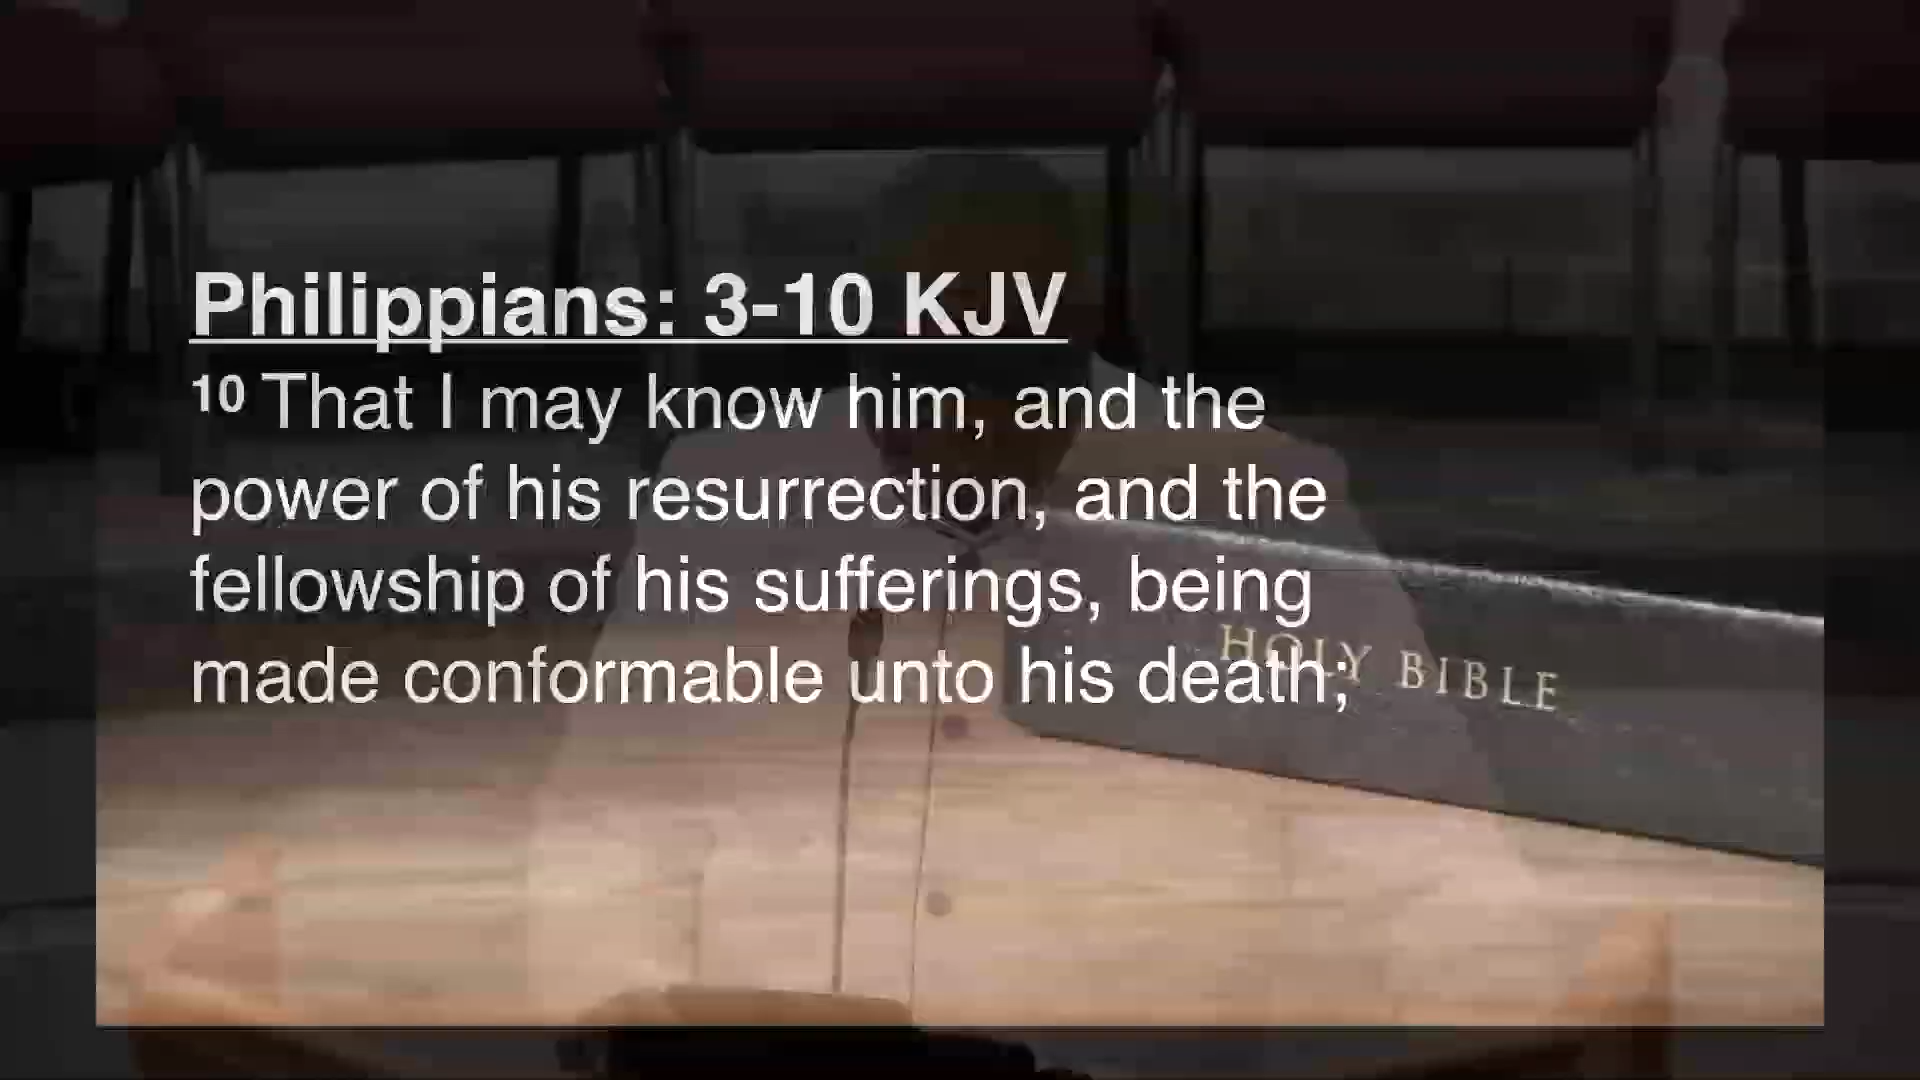 Philippians: 3-10 KJV
10 That I may know him, and the
power of his resurrection, and the
fellowship of his sufferings, being
made conformable unto his death;
HOLY BIBLE